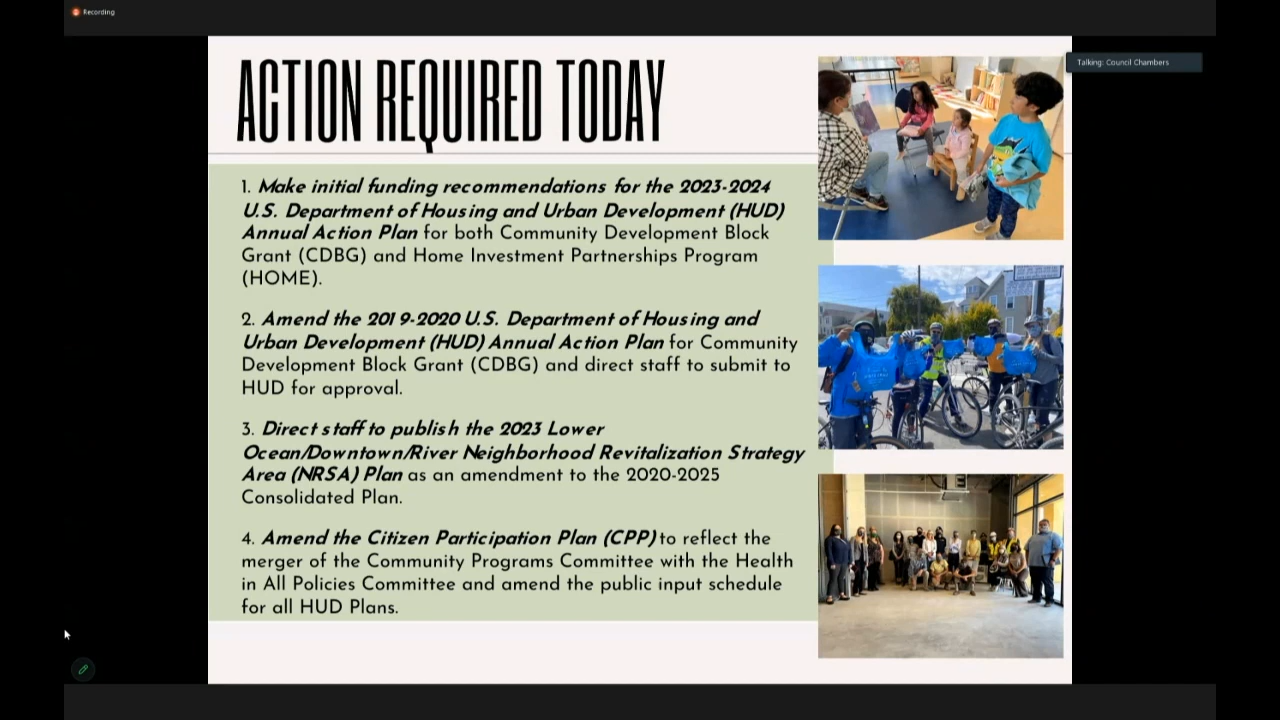 Recording
Talking: Council Chambers
ACTION REQUIRED TODAY
1. Make initial funding recommendations for the 2023-2024
U.S. Department of Housing and Urban Development (HUD)
Annual Action Plan for both Community Development Block
Grant (CDBG) and Home Investment Partnerships Program
(HOME).
2. Amend the 2019-2020 U.S. Department of Housing and
Urban Development (HUD) Annual Action Plan for Community
Development Block Grant (CDBG) and direct staff to submit to
HUD for approval.
3. Direct staff to publish the 2023 Lower
Ocean/Downtown/River Neighborhood Revitalization Strategy
Area (NRSA) Plan as an amendment to the 2020-2025
Consolidated Plan.
4. Amend the Citizen Participation Plan (CPP) to reflect the
merger of the Community Programs Committee with the Health
in All Policies Committee and amend the public input schedule
for all HUD Plans.